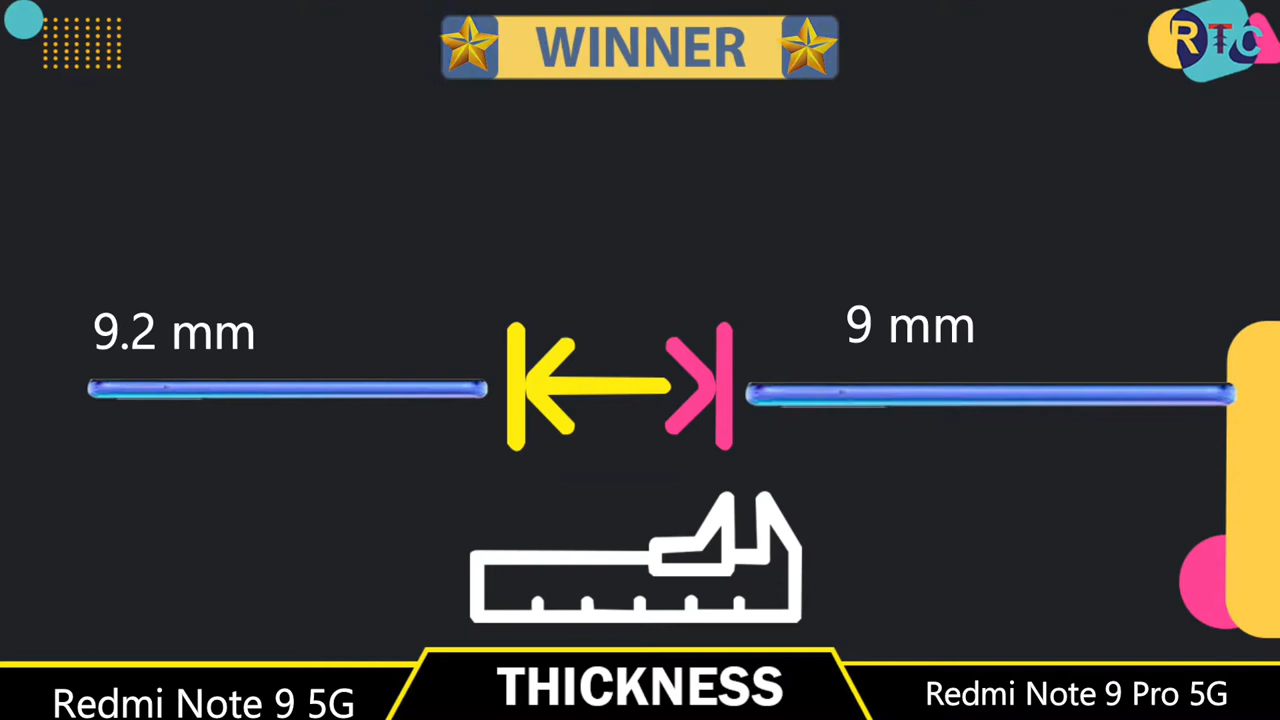 WINNER
RTC
9.2 mm
9 mm
THICKNESS
Redmi Note 9 5G
Redmi Note 9 Pro 5G